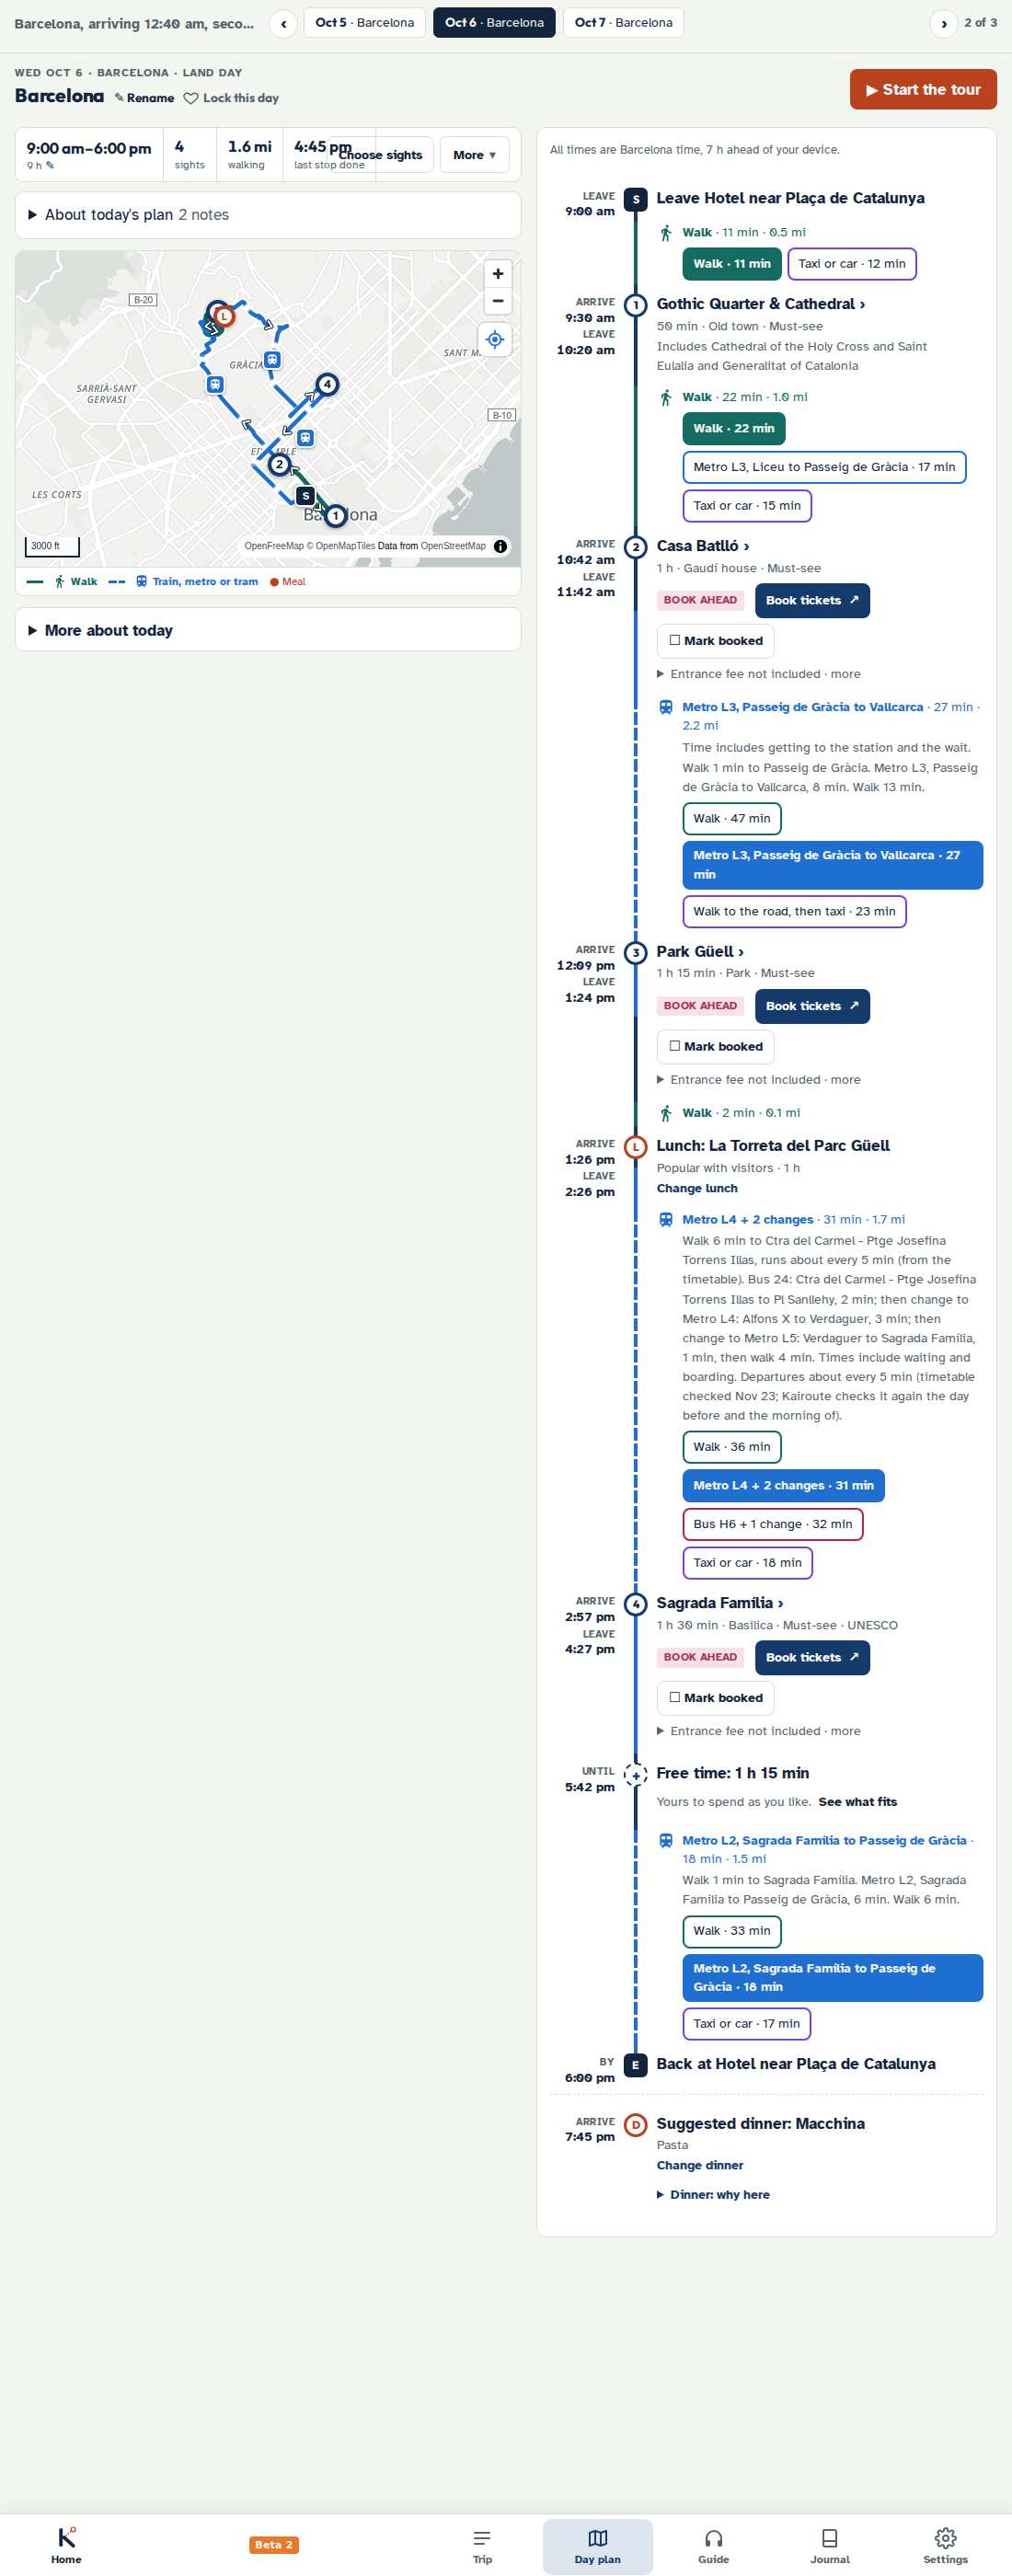 Barcelona, arriving 12:40 am, seco...
‹
Oct 5 · Barcelona
Oct 6 · Barcelona
Oct 7 · Barcelona
›
2 of 3
WED OCT 6 · BARCELONA · LAND DAY
Barcelona
✎ Rename
Lock this day
▶ Start the tour
9:00 am–6:00 pm
9 h ✎
4
sights
1.6 mi
walking
4:45 pm
last stop done
Choose sights
More ▾
▶ About today's plan 2 notes
B-20
GRÀCIA
SANT M.
SARRIÀ-SANT
GERVASI
B-10
LES CORTS
L
4
2
S
1
+
−
3000 ft
OpenFreeMap © OpenMapTiles Data from OpenStreetMap
Walk
Train, metro or tram
Meal
▶ More about today
All times are Barcelona time, 7 h ahead of your device.
LEAVE
9:00 am
S
Leave Hotel near Plaça de Catalunya
Walk · 11 min · 0.5 mi
Walk · 11 min
Taxi or car · 12 min
ARRIVE
9:30 am
LEAVE
10:20 am
1
Gothic Quarter & Cathedral ›
50 min · Old town · Must-see
Includes Cathedral of the Holy Cross and Saint
Eulalia and Generalitat of Catalonia
Walk · 22 min · 1.0 mi
Walk · 22 min
Metro L3, Liceu to Passeig de Gràcia · 17 min
Taxi or car · 15 min
ARRIVE
10:42 am
LEAVE
11:42 am
2
Casa Batlló ›
1 h · Gaudí house · Must-see
BOOK AHEAD
Book tickets ↗
☐ Mark booked
▶ Entrance fee not included · more
Metro L3, Passeig de Gràcia to Vallcarca · 27 min ·
2.2 mi
Time includes getting to the station and the wait.
Walk 1 min to Passeig de Gràcia. Metro L3, Passeig
de Gràcia to Vallcarca, 8 min. Walk 13 min.
Walk · 47 min
Metro L3, Passeig de Gràcia to Vallcarca · 27
min
Walk to the road, then taxi · 23 min
ARRIVE
12:09 pm
LEAVE
1:24 pm
3
Park Güell ›
1 h 15 min · Park · Must-see
BOOK AHEAD
Book tickets ↗
☐ Mark booked
▶ Entrance fee not included · more
Walk · 2 min · 0.1 mi
ARRIVE
1:26 pm
LEAVE
2:26 pm
L
Lunch: La Torreta del Parc Güell
Popular with visitors · 1 h
Change lunch
Metro L4 + 2 changes · 31 min · 1.7 mi
Walk 6 min to Ctra del Carmel - Ptge Josefina
Torrens Illas, runs about every 5 min (from the
timetable). Bus 24: Ctra del Carmel - Ptge Josefina
Torrens Illas to Pl Sanllehy, 2 min; then change to
Metro L4: Alfons X to Verdaguer, 3 min; then
change to Metro L5: Verdaguer to Sagrada Família,
1 min, then walk 4 min. Times include waiting and
boarding. Departures about every 5 min (timetable
checked Nov 23; Kairoute checks it again the day
before and the morning of).
Walk · 36 min
Metro L4 + 2 changes · 31 min
Bus H6 + 1 change · 32 min
Taxi or car · 18 min
ARRIVE
2:57 pm
LEAVE
4:27 pm
4
Sagrada Família ›
1 h 30 min · Basilica · Must-see · UNESCO
BOOK AHEAD
Book tickets ↗
☐ Mark booked
▶ Entrance fee not included · more
UNTIL
5:42 pm
+
Free time: 1 h 15 min
Yours to spend as you like. See what fits
Metro L2, Sagrada Família to Passeig de Gràcia ·
18 min · 1.5 mi
Walk 1 min to Sagrada Família. Metro L2, Sagrada
Família to Passeig de Gràcia, 6 min. Walk 6 min.
Walk · 33 min
Metro L2, Sagrada Família to Passeig de
Gràcia · 18 min
Taxi or car · 17 min
BY
6:00 pm
E
Back at Hotel near Plaça de Catalunya
ARRIVE
7:45 pm
D
Suggested dinner: Macchina
Pasta
Change dinner
▶ Dinner: why here
Home
Beta 2
Trip
Day plan
Guide
Journal
Settings